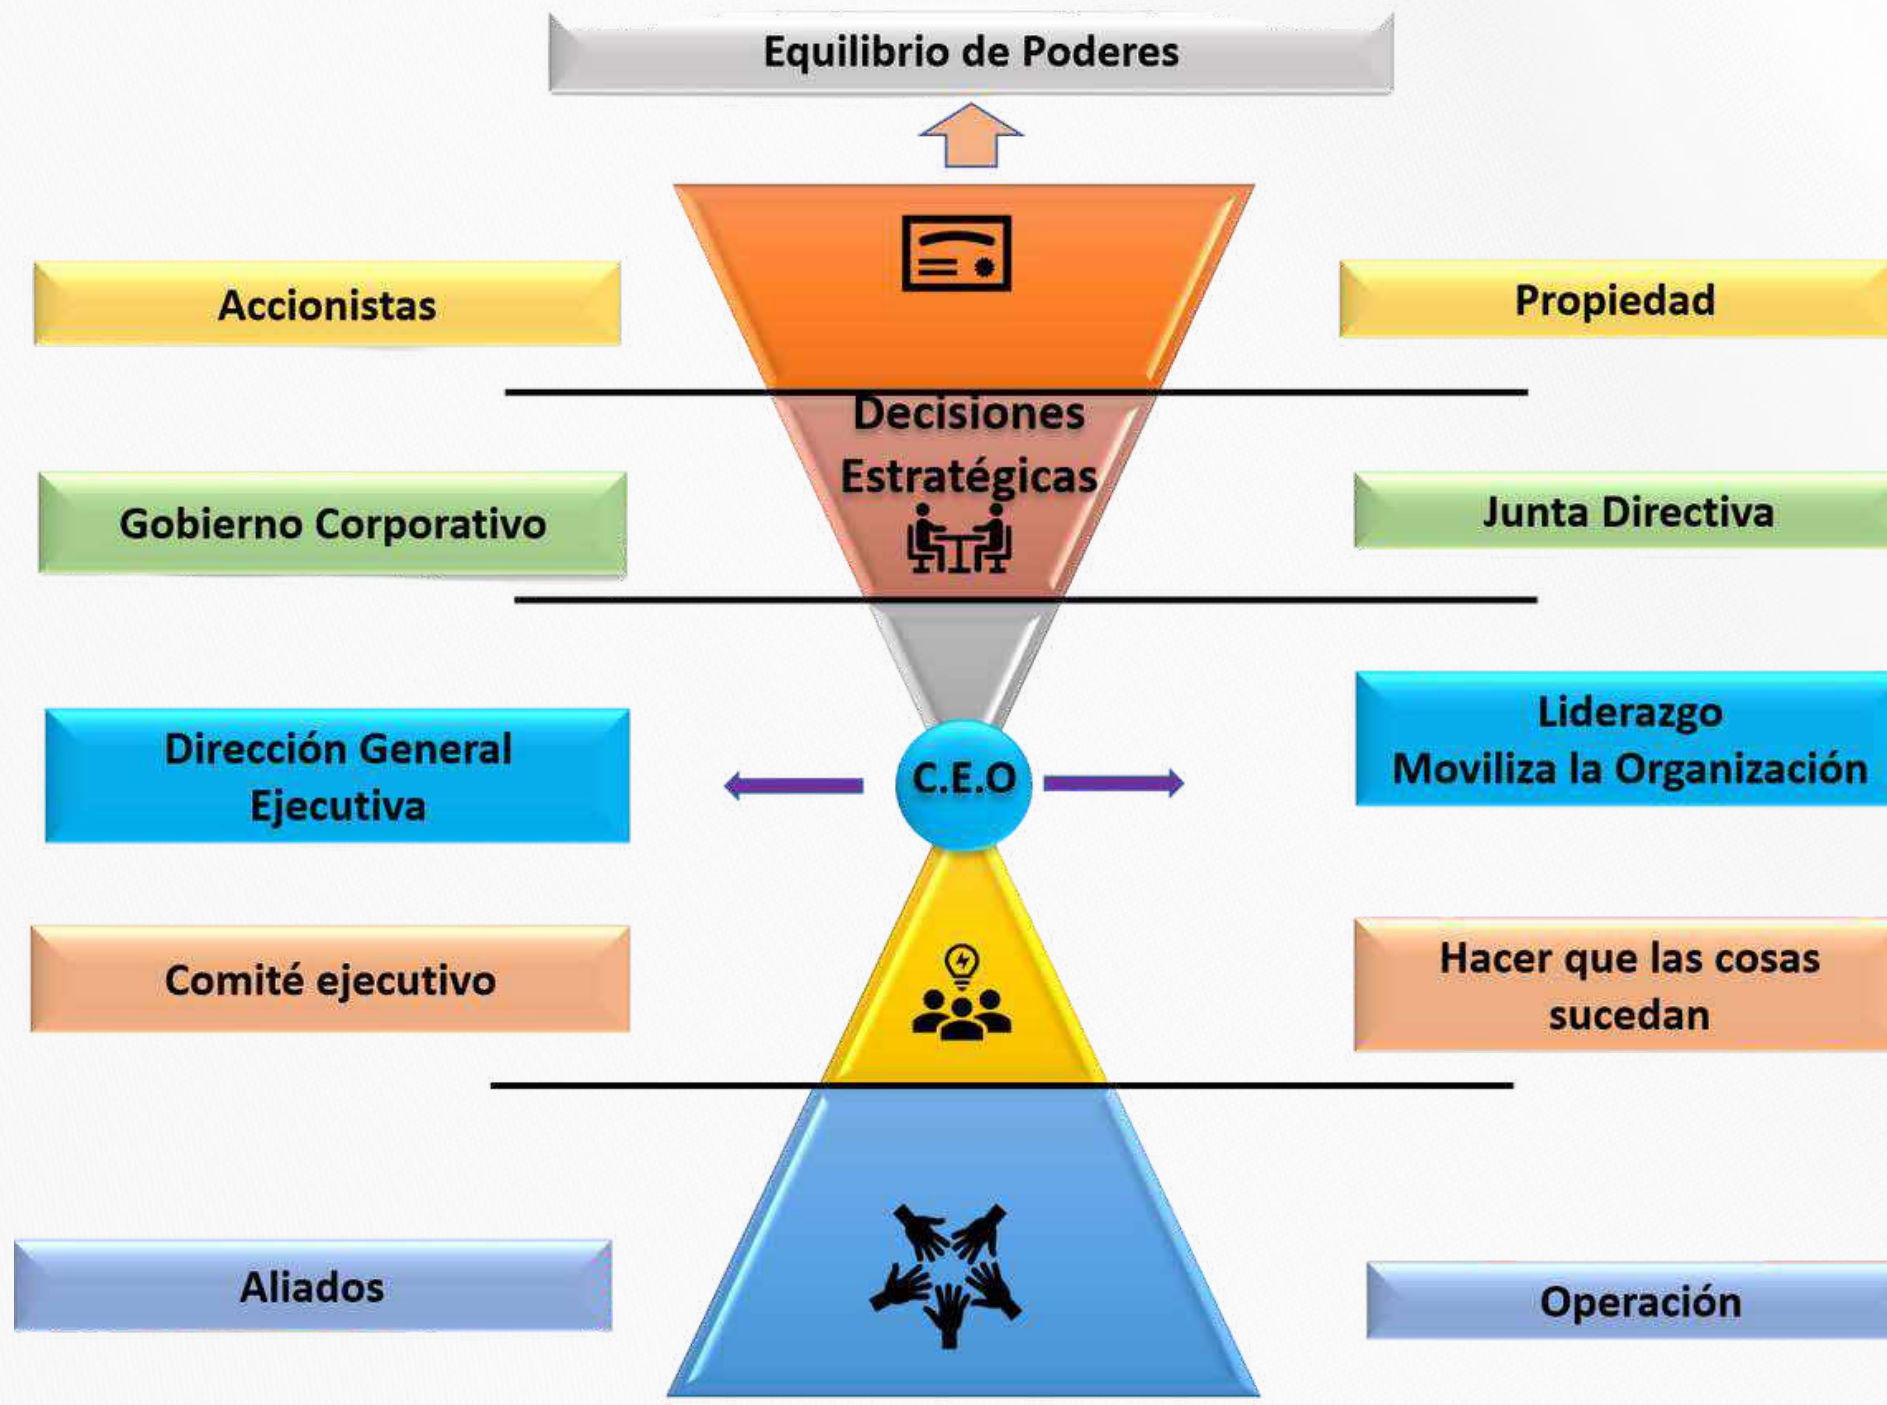 Equilibrio de Poderes
Accionistas
Propiedad
Decisiones
Estratégicas
Gobierno Corporativo
Junta Directiva
Dirección General
Ejecutiva
C.E.O
Liderazgo
Moviliza la Organización
Comité ejecutivo
Hacer que las cosas
sucedan
Aliados
Operación